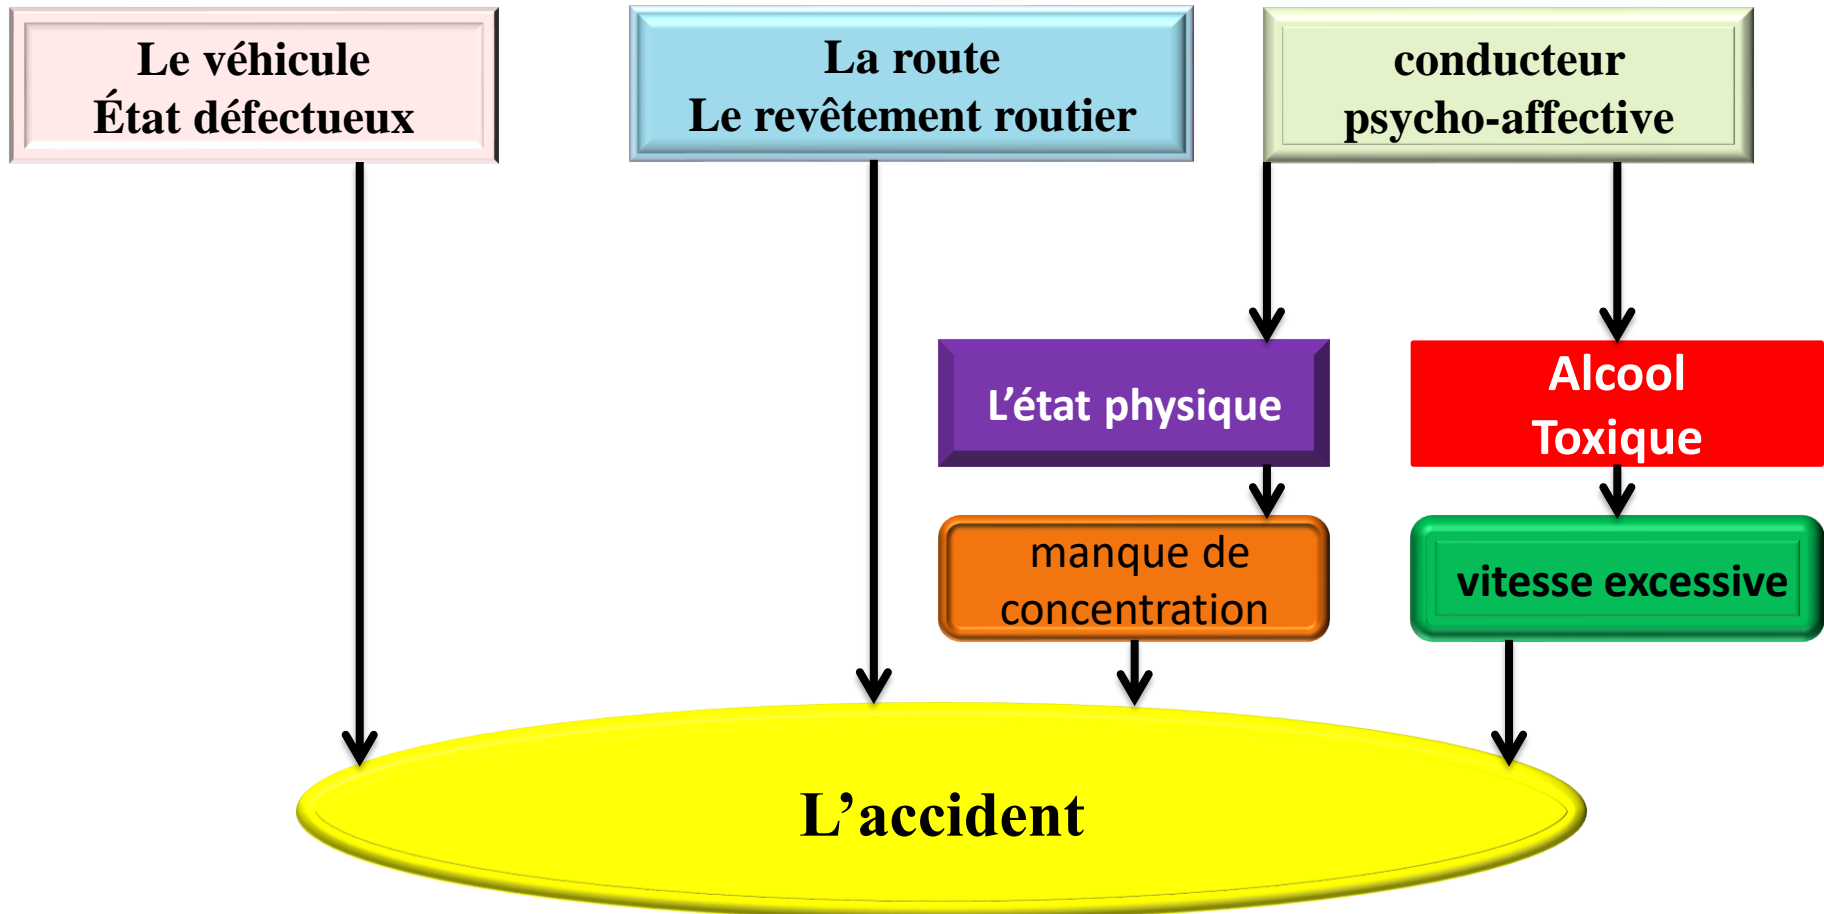 Le véhicule
État défectueux
La route
Le revêtement routier
conducteur
psycho-affective
L’état physique
Alcool
Toxique
manque de
concentration
vitesse excessive
L’accident